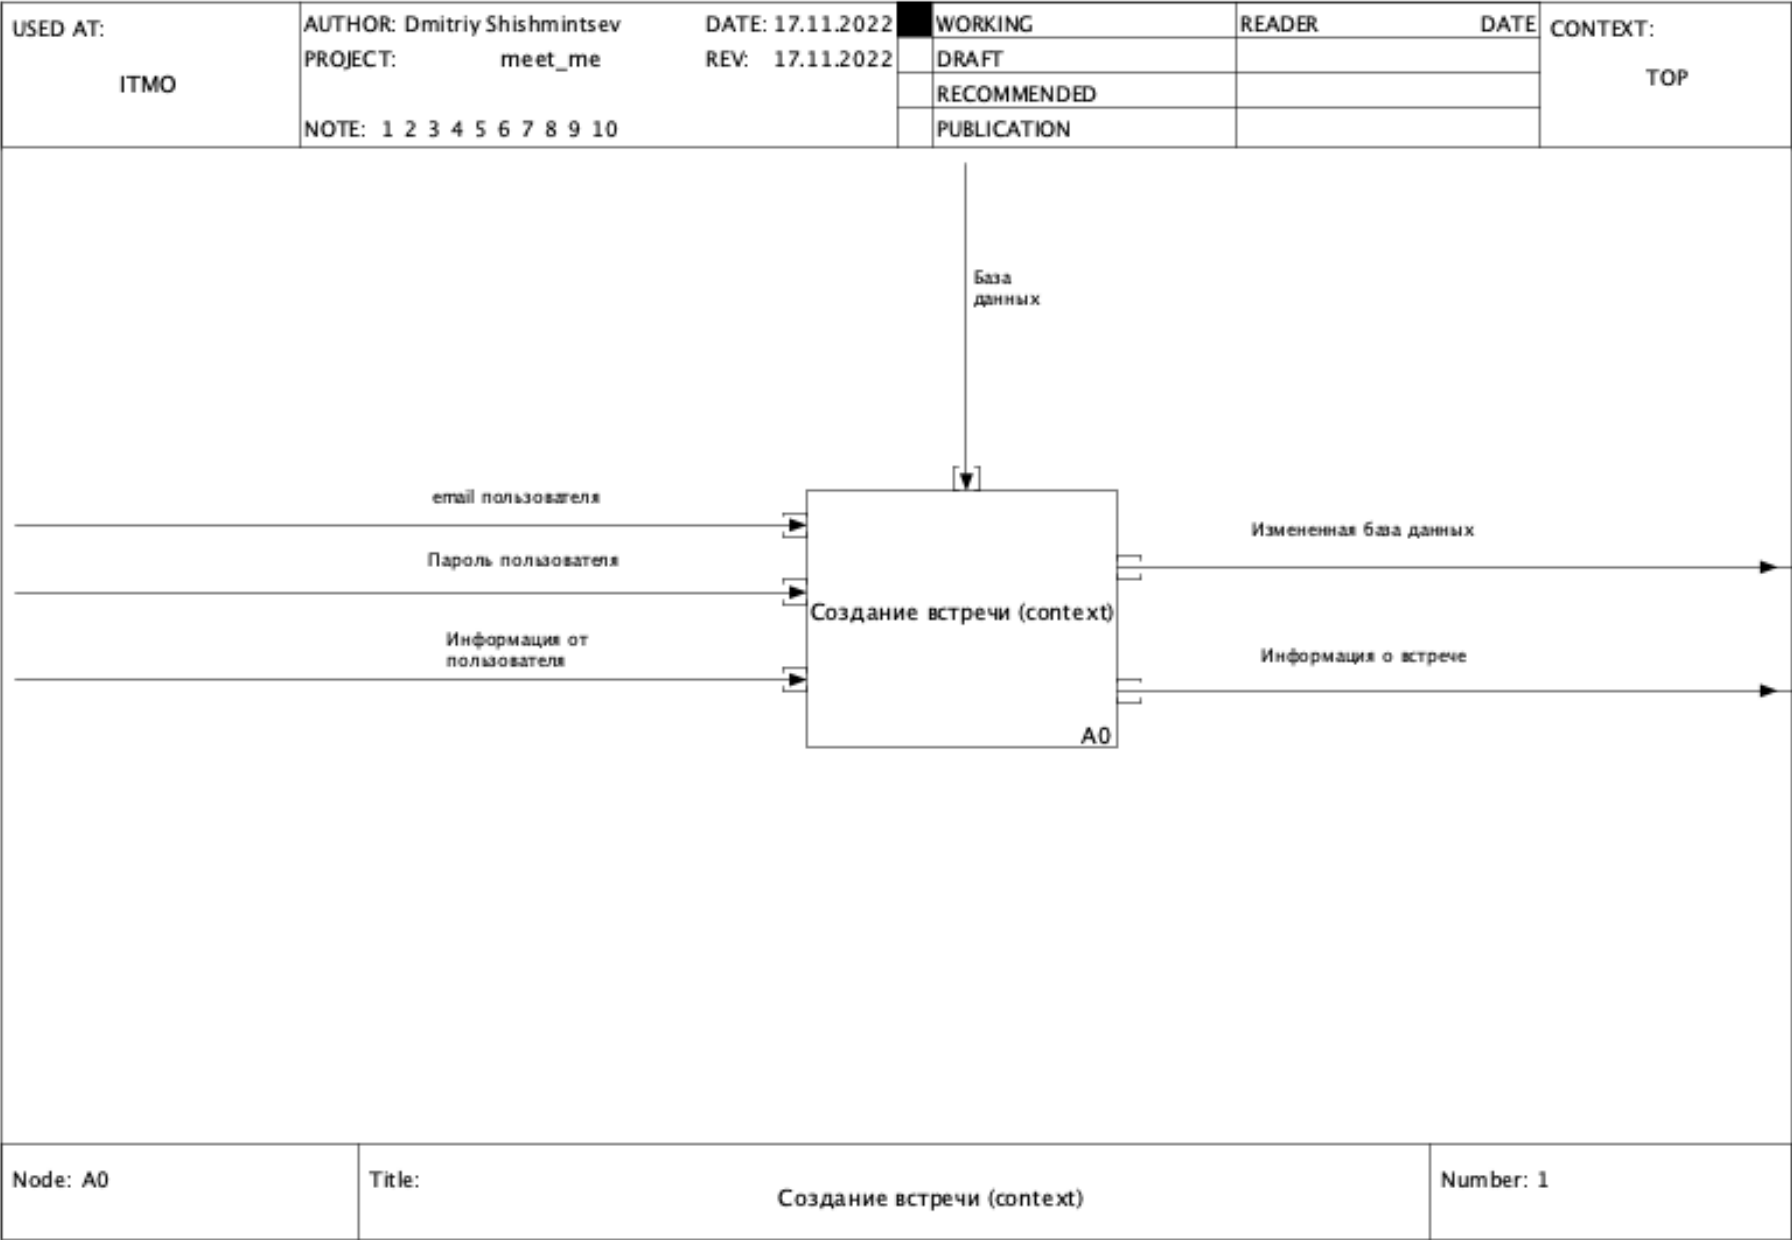 USED AT:
ITMO
AUTHOR: Dmitriy Shishmintsev
DATE: 17.11.2022
PROJECT: meet_me
REV: 17.11.2022
NOTE: 1 2 3 4 5 6 7 8 9 10
WORKING
DRAFT
RECOMMENDED
PUBLICATION
READER DATE
CONTEXT:
TOP
База
данных
email пользователя
Пароль пользователя
Информация от
пользователя
Создание встречи (context)
A0
Измененная база данных
Информация о встрече
Node: A0
Title:
Создание встречи (context)
Number: 1